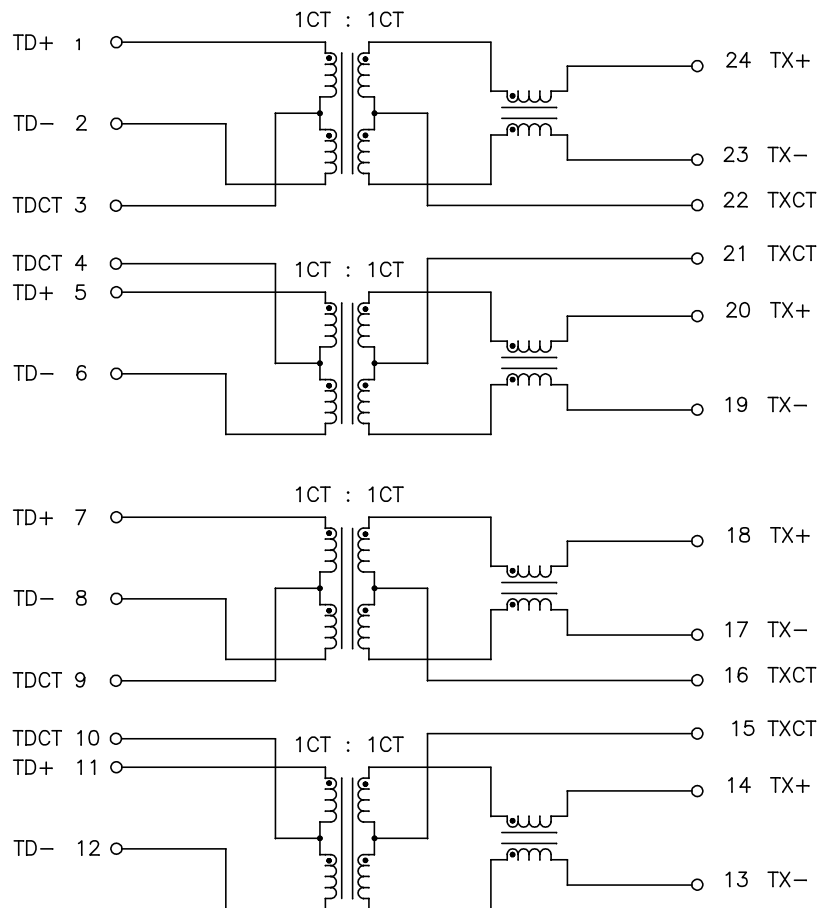 1CT : 1CT
TD+ 1
24 TX+
TD− 2
23 TX−
TDCT 3
22 TXCT
TDCT 4
21 TXCT
1CT : 1CT
TD+ 5
20 TX+
TD− 6
19 TX−
1CT : 1CT
TD+ 7
18 TX+
TD− 8
17 TX−
TDCT 9
16 TXCT
TDCT 10
15 TXCT
1CT : 1CT
TD+ 11
14 TX+
TD− 12
13 TX−